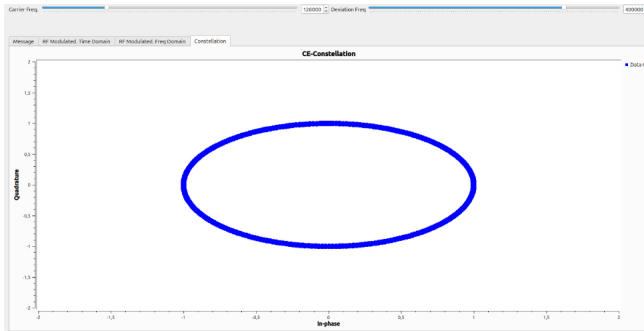 Carrier Freq. 128000 Deviation Freq 400000
Message RF Modulated. Time Domain RF Modulated. Freq Domain Constellation
CE-Constellation
2
1,5
1
0,5
0
-0,5
-1
-1,5
-2
Quadrature
-2 -1,5 -1 -0,5 0 0,5 1 1,5 2
In-phase